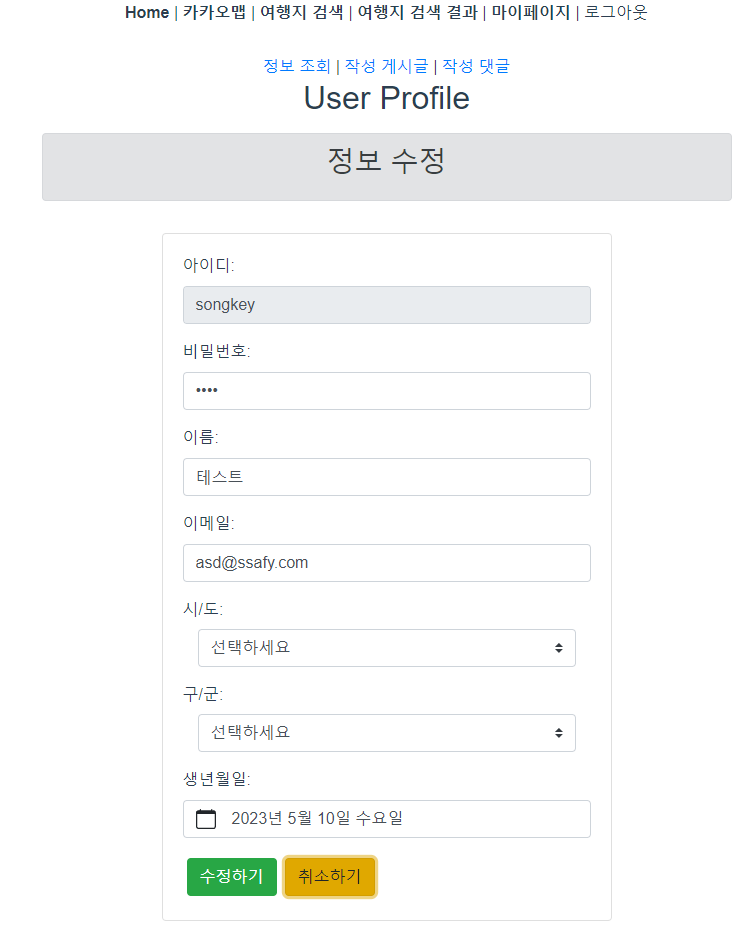 Home | 카카오맵 | 여행지 검색 | 여행지 검색 결과 | 마이페이지 | 로그아웃
정보 조회 | 작성 게시글 | 작성 댓글
User Profile
정보 수정
아이디:
songkey
비밀번호:
••••
이름:
테스트
이메일:
asd@ssafy.com
시/도:
선택하세요
구/군:
선택하세요
생년월일:
2023년 5월 10일 수요일
수정하기 취소하기